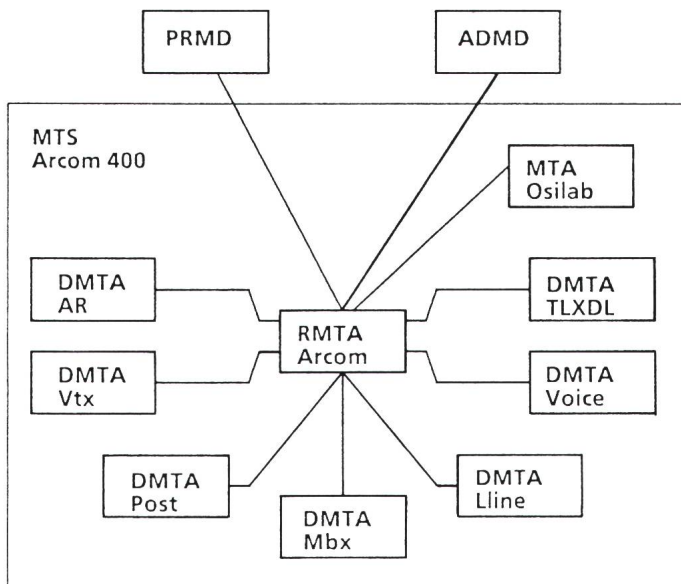 PRMD
ADMD
MTS
Arcom 400
MTA
Osilab
DMTA
AR
DMTA
TLXDL
RMTA
Arcom
DMTA
Vtx
DMTA
Voice
DMTA
Post
DMTA
Mbx
DMTA
Lline